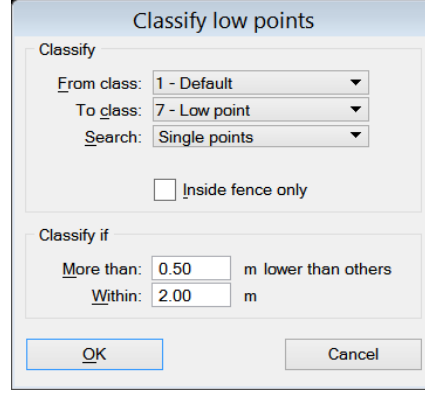 Classify low points
Classify
From class: 1 - Default
To class: 7 - Low point
Search: Single points
Inside fence only
Classify if
More than: 0.50 m lower than others
Within: 2.00 m
OK Cancel